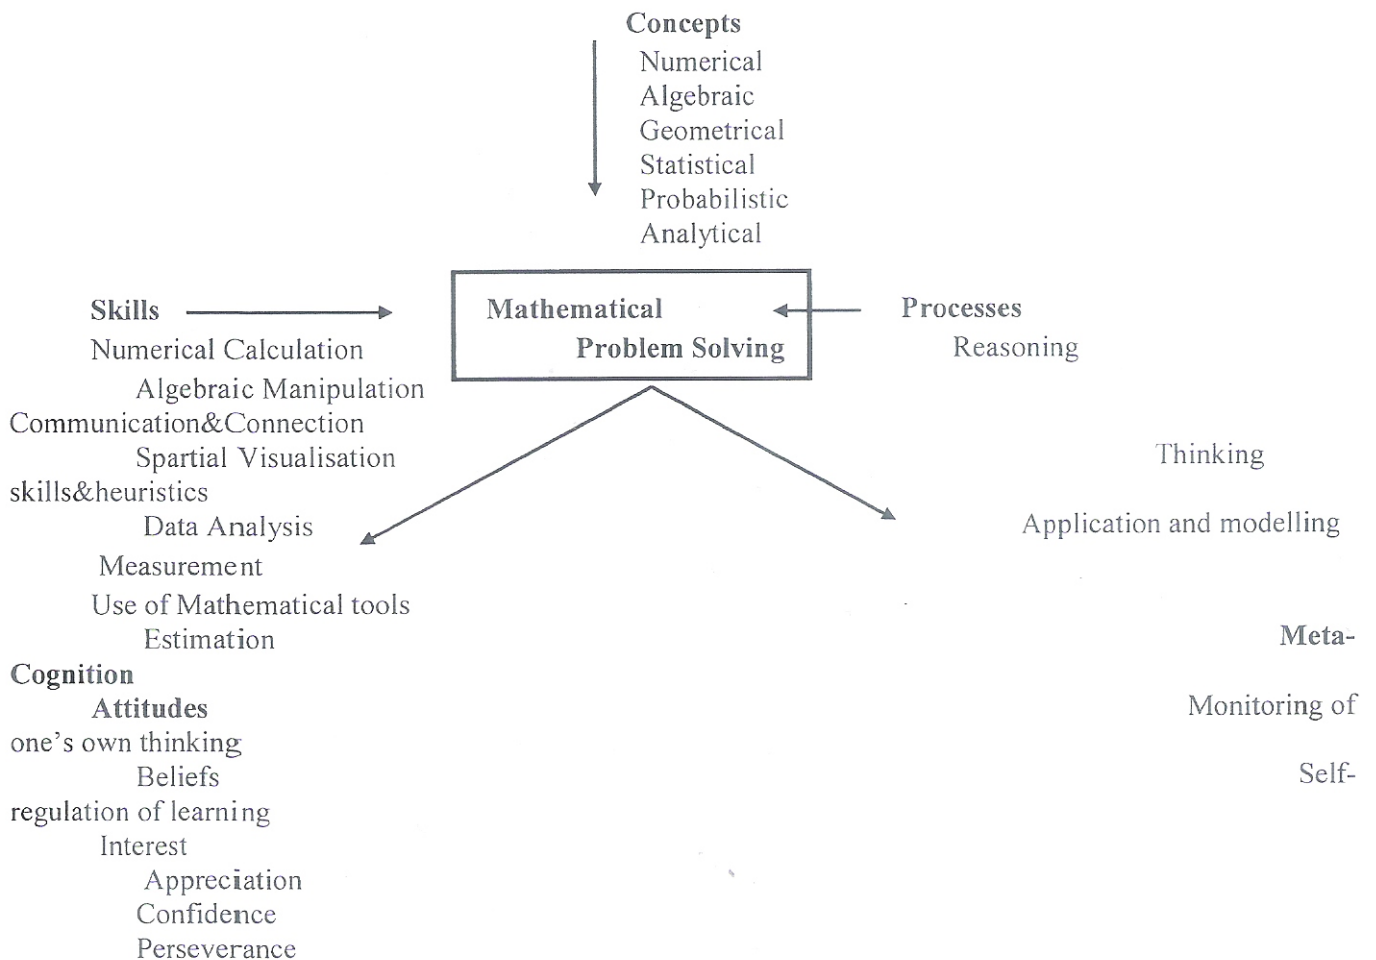 Concepts
Numerical
Algebraic
Geometrical
Statistical
Probabilistic
Analytical
Skills Mathematical Processes
Numerical Calculation Problem Solving Reasoning
Algebraic Manipulation
Communication&Connection
Spartial Visualisation Thinking
skills&heuristics
Data Analysis Application and modelling
Measurement
Use of Mathematical tools
Estimation Meta-
Cognition
Attitudes Monitoring of
one's own thinking
Beliefs Self-
regulation of learning
Interest
Appreciation
Confidence
Perseverance